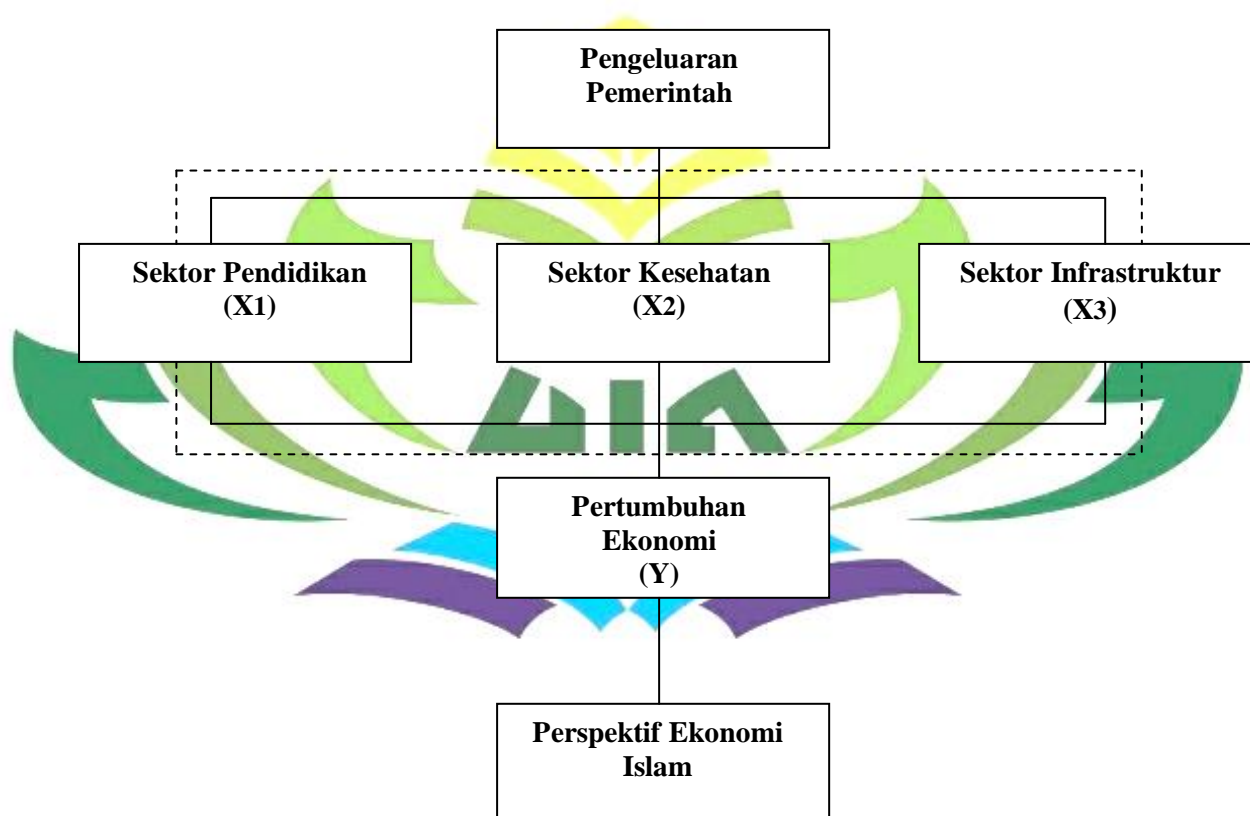 Pengeluaran
Pemerintah
Sektor Pendidikan
(X1)
Sektor Kesehatan
(X2)
Sektor Infrastruktur
(X3)
Pertumbuhan
Ekonomi
(Y)
Perspektif Ekonomi
Islam